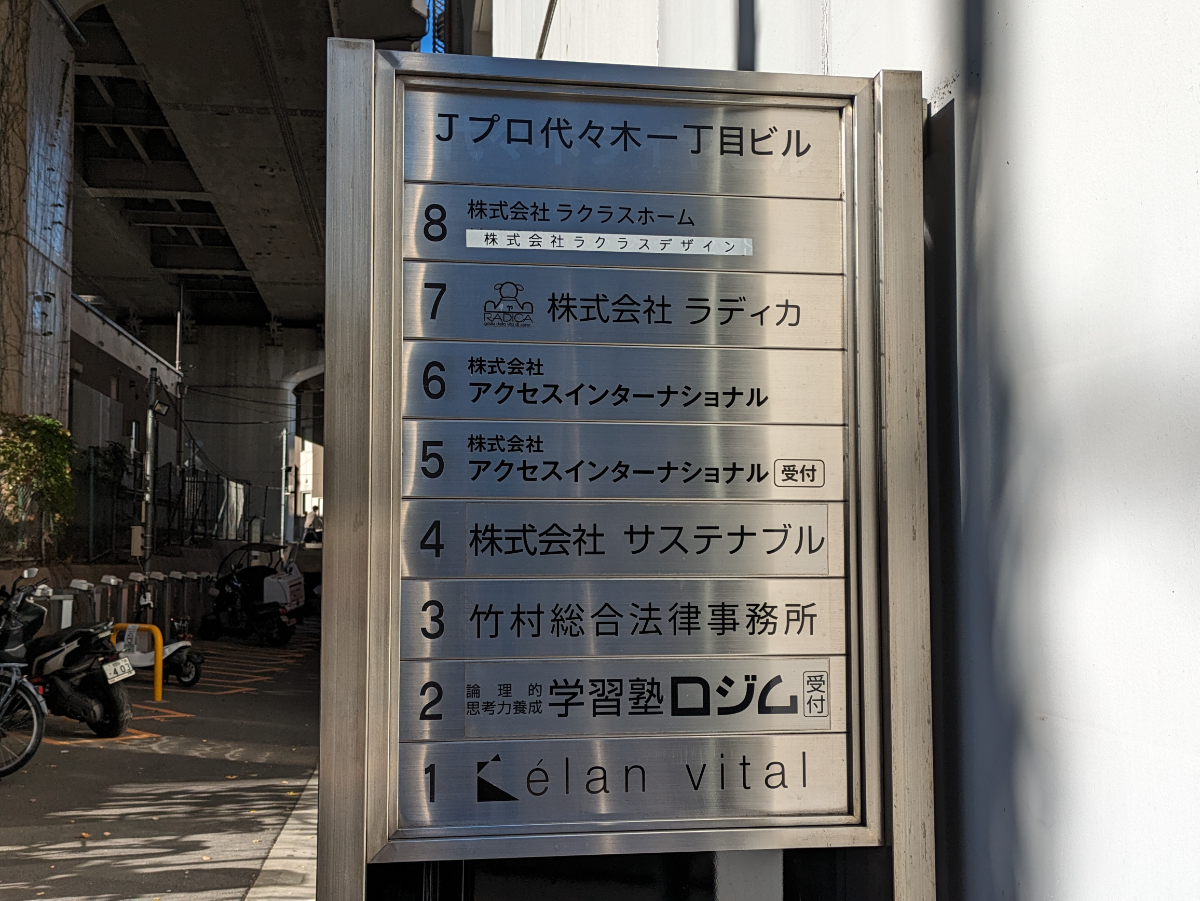 Jプロ代々木一丁目ビル
8 株式会社 ラクラスホーム
株式会社ラクラスデザイン
7 RADICA 株式会社 ラディカ
6 株式会社
アクセスインターナショナル
5 株式会社
アクセスインターナショナル 受付
4 株式会社 サステナブル
3 竹村総合法律事務所
2 論理的
思考力養成 学習塾ロジム 受付
1 élan vital